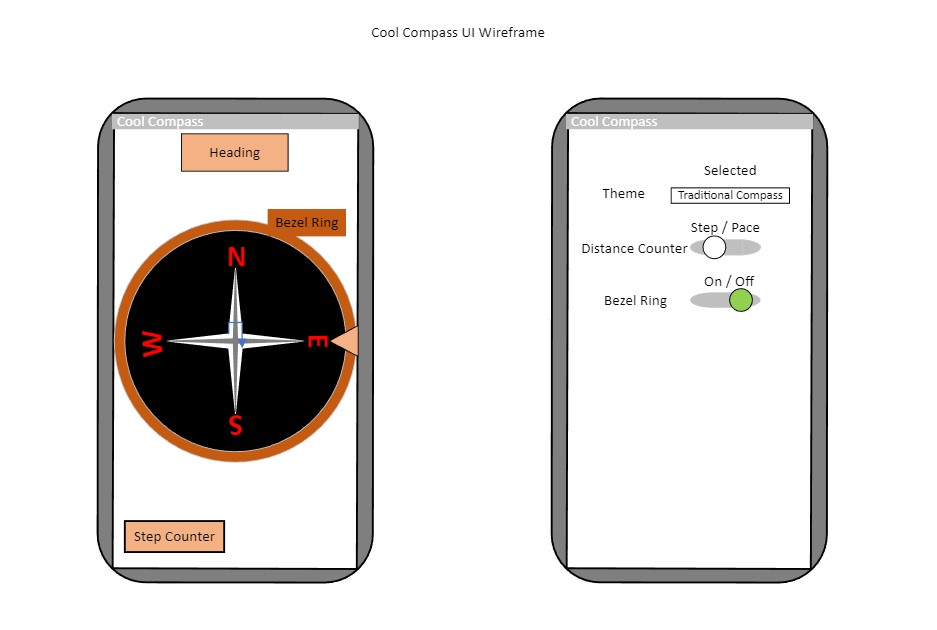 Cool Compass UI Wireframe
Cool Compass
Heading
Bezel Ring
N
W
E
S
Step Counter
Cool Compass
Selected
Theme
Traditional Compass
Step / Pace
Distance Counter
On / Off
Bezel Ring